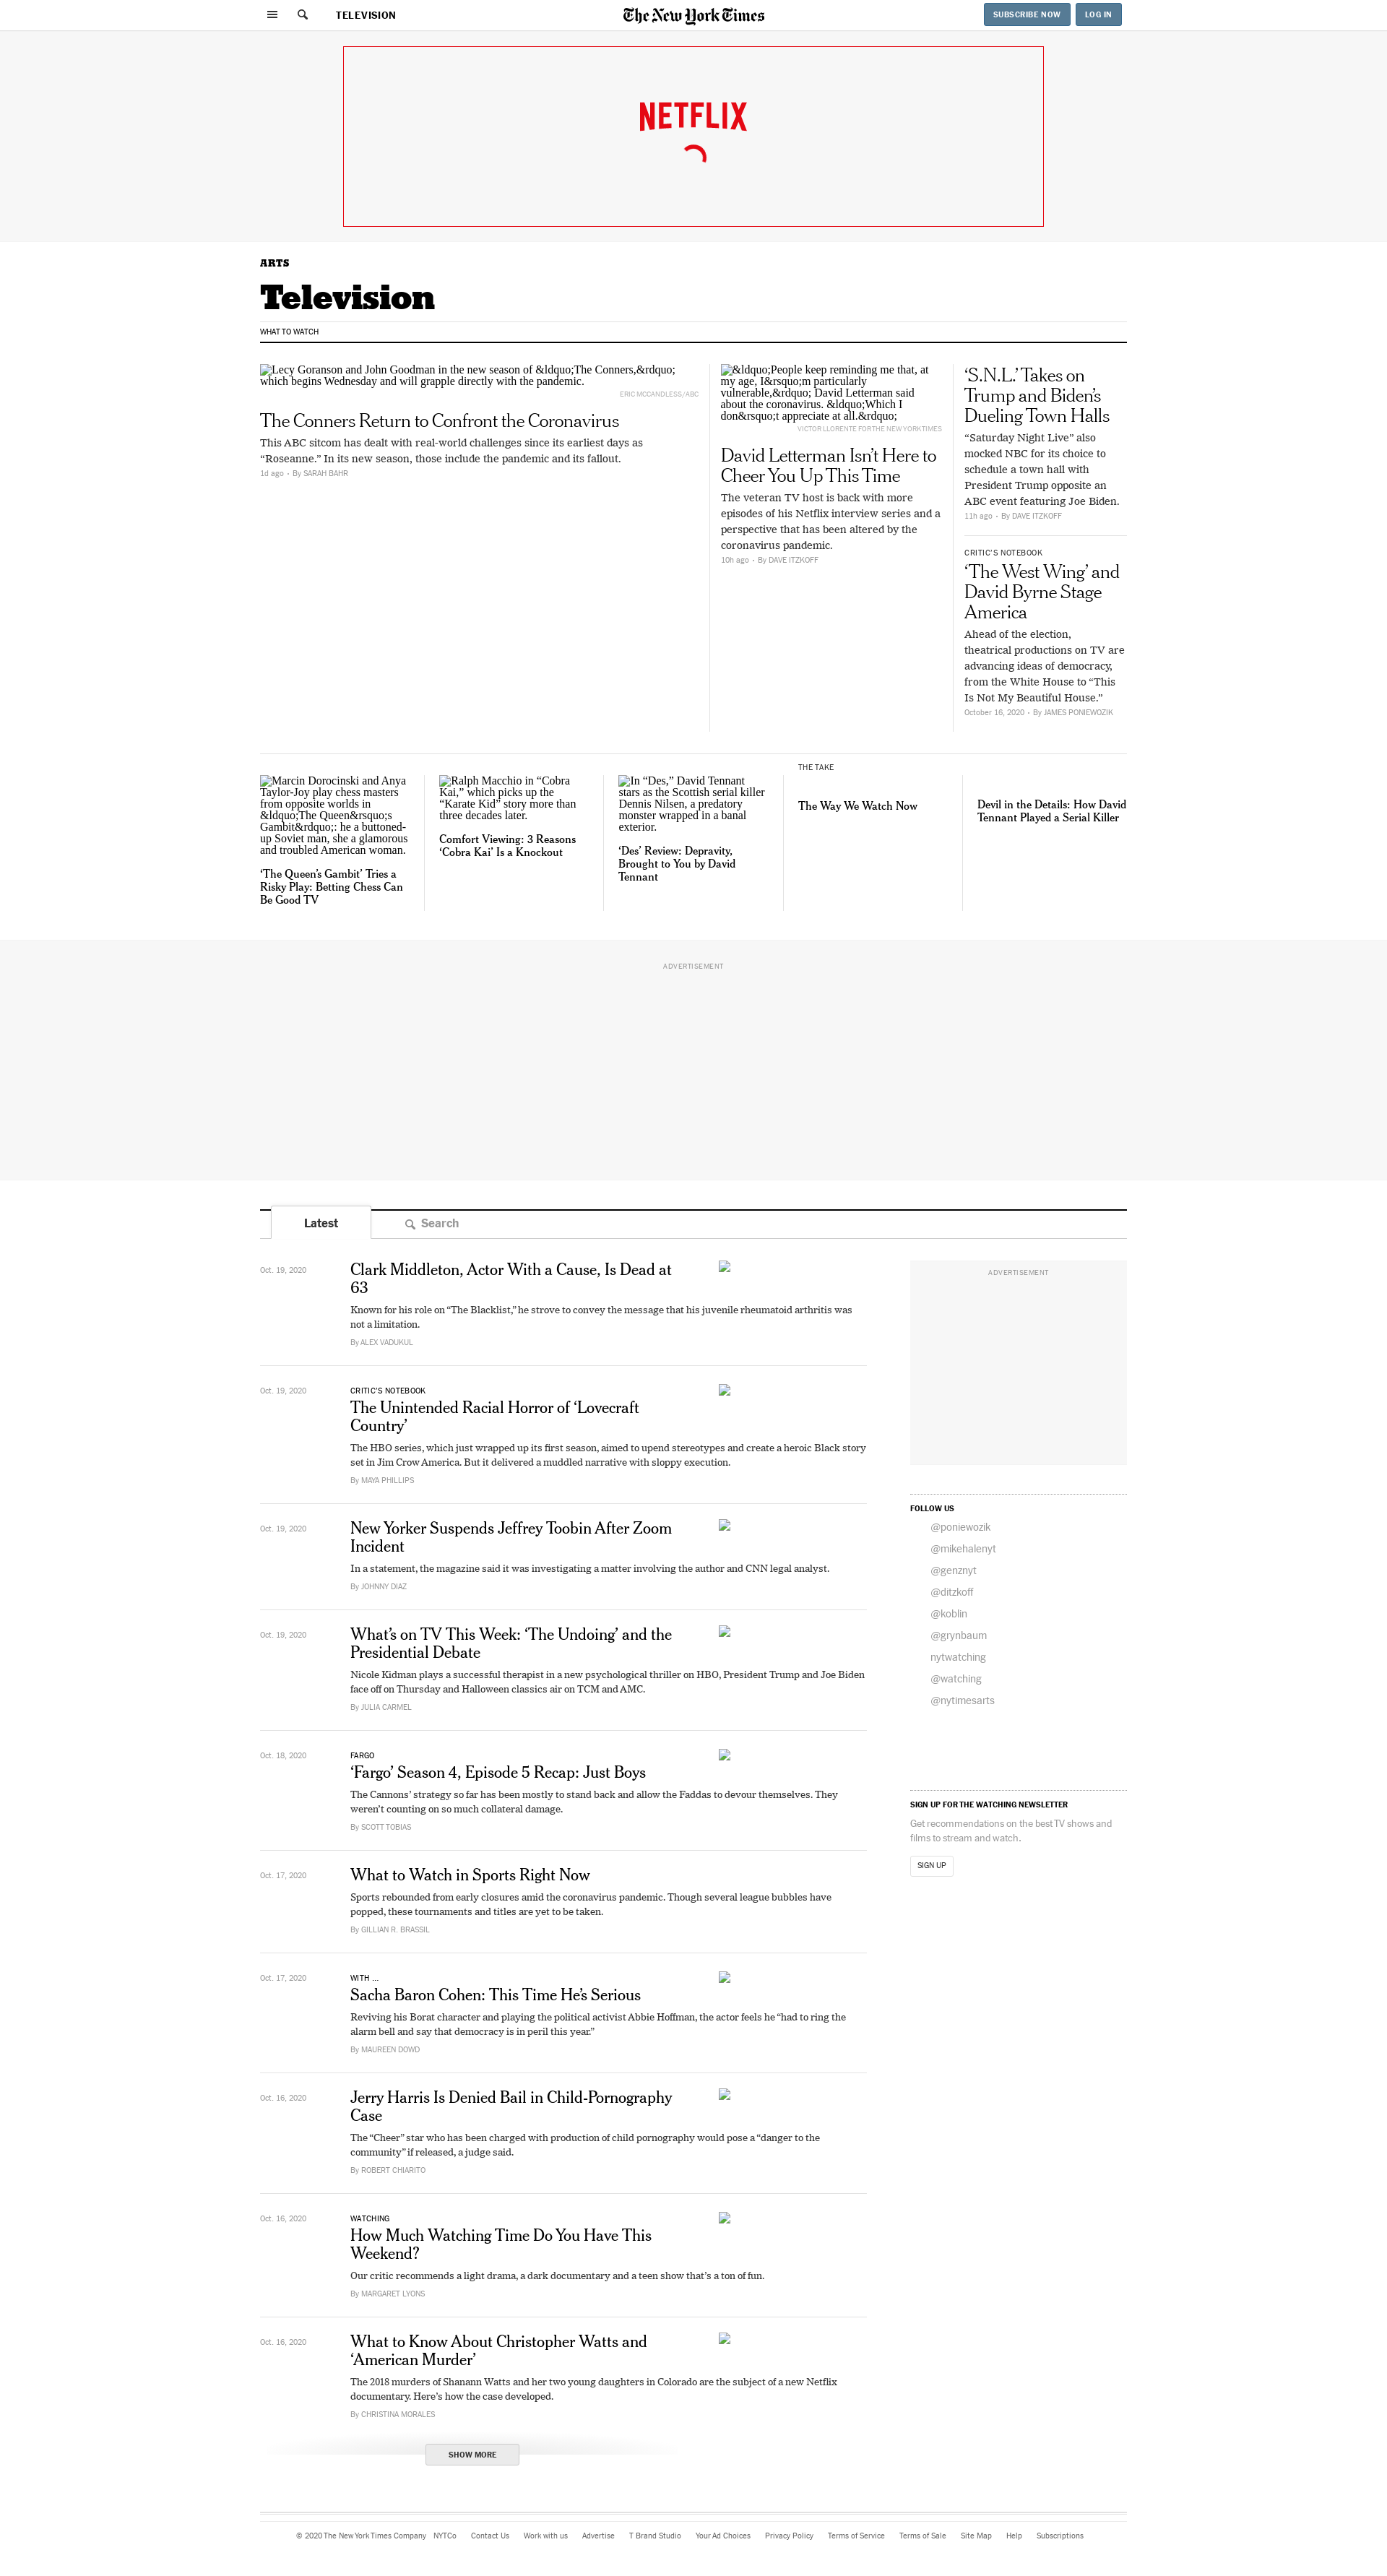 TELEVISION
The New York Times
SUBSCRIBE NOW
LOG IN
NETFLIX
ARTS
Television
WHAT TO WATCH
Lecy Goranson and John Goodman in the new season of &ldquo;The Conners,&rdquo;
which begins Wednesday and will grapple directly with the pandemic.
ERIC MCCANDLESS/ABC
The Conners Return to Confront the Coronavirus
This ABC sitcom has dealt with real-world challenges since its earliest days as
“Roseanne.” In its new season, those include the pandemic and its fallout.
1d ago • By SARAH BAHR
&ldquo;People keep reminding me that, at
my age, I&rsquo;m particularly
vulnerable,&rdquo; David Letterman said
about the coronavirus. &ldquo;Which I
don&rsquo;t appreciate at all.&rdquo;
VICTOR LLORENTE FOR THE NEW YORK TIMES
David Letterman Isn’t Here to
Cheer You Up This Time
The veteran TV host is back with more
episodes of his Netflix interview series and a
perspective that has been altered by the
coronavirus pandemic.
10h ago • By DAVE ITZKOFF
‘S.N.L.’ Takes on
Trump and Biden’s
Dueling Town Halls
“Saturday Night Live” also
mocked NBC for its choice to
schedule a town hall with
President Trump opposite an
ABC event featuring Joe Biden.
11h ago • By DAVE ITZKOFF
CRITIC’S NOTEBOOK
‘The West Wing’ and
David Byrne Stage
America
Ahead of the election,
theatrical productions on TV are
advancing ideas of democracy,
from the White House to “This
Is Not My Beautiful House.”
October 16, 2020 • By JAMES PONIEWOZIK
Marcin Dorocinski and Anya
Taylor-Joy play chess masters
from opposite worlds in
&ldquo;The Queen&rsquo;s
Gambit&rdquo;: he a buttoned-
up Soviet man, she a glamorous
and troubled American woman.
‘The Queen’s Gambit’ Tries a
Risky Play: Betting Chess Can
Be Good TV
Ralph Macchio in “Cobra
Kai,” which picks up the
“Karate Kid” story more than
three decades later.
Comfort Viewing: 3 Reasons
‘Cobra Kai’ Is a Knockout
In “Des,” David Tennant
stars as the Scottish serial killer
Dennis Nilsen, a predatory
monster wrapped in a banal
exterior.
‘Des’ Review: Depravity,
Brought to You by David
Tennant
THE TAKE
The Way We Watch Now
Devil in the Details: How David
Tennant Played a Serial Killer
ADVERTISEMENT
Latest
Search
Oct. 19, 2020
Clark Middleton, Actor With a Cause, Is Dead at
63
Known for his role on “The Blacklist,” he strove to convey the message that his juvenile rheumatoid arthritis was
not a limitation.
By ALEX VADUKUL
Oct. 19, 2020
CRITIC’S NOTEBOOK
The Unintended Racial Horror of ‘Lovecraft
Country’
The HBO series, which just wrapped up its first season, aimed to upend stereotypes and create a heroic Black story
set in Jim Crow America. But it delivered a muddled narrative with sloppy execution.
By MAYA PHILLIPS
Oct. 19, 2020
New Yorker Suspends Jeffrey Toobin After Zoom
Incident
In a statement, the magazine said it was investigating a matter involving the author and CNN legal analyst.
By JOHNNY DIAZ
Oct. 19, 2020
What’s on TV This Week: ‘The Undoing’ and the
Presidential Debate
Nicole Kidman plays a successful therapist in a new psychological thriller on HBO, President Trump and Joe Biden
face off on Thursday and Halloween classics air on TCM and AMC.
By JULIA CARMEL
Oct. 18, 2020
FARGO
‘Fargo’ Season 4, Episode 5 Recap: Just Boys
The Cannons’ strategy so far has been mostly to stand back and allow the Faddas to devour themselves. They
weren’t counting on so much collateral damage.
By SCOTT TOBIAS
Oct. 17, 2020
What to Watch in Sports Right Now
Sports rebounded from early closures amid the coronavirus pandemic. Though several league bubbles have
popped, these tournaments and titles are yet to be taken.
By GILLIAN R. BRASSIL
Oct. 17, 2020
WITH ...
Sacha Baron Cohen: This Time He’s Serious
Reviving his Borat character and playing the political activist Abbie Hoffman, the actor feels he “had to ring the
alarm bell and say that democracy is in peril this year.”
By MAUREEN DOWD
Oct. 16, 2020
Jerry Harris Is Denied Bail in Child-Pornography
Case
The “Cheer” star who has been charged with production of child pornography would pose a “danger to the
community” if released, a judge said.
By ROBERT CHIARITO
Oct. 16, 2020
WATCHING
How Much Watching Time Do You Have This
Weekend?
Our critic recommends a light drama, a dark documentary and a teen show that’s a ton of fun.
By MARGARET LYONS
Oct. 16, 2020
What to Know About Christopher Watts and
‘American Murder’
The 2018 murders of Shanann Watts and her two young daughters in Colorado are the subject of a new Netflix
documentary. Here’s how the case developed.
By CHRISTINA MORALES
SHOW MORE
ADVERTISEMENT
FOLLOW US
@poniewozik
@mikehalenyt
@genznyt
@ditzkoff
@koblin
@grynbaum
nytwatching
@watching
@nytimesarts
SIGN UP FOR THE WATCHING NEWSLETTER
Get recommendations on the best TV shows and
films to stream and watch.
SIGN UP
© 2020 The New York Times Company NYTCo Contact Us Work with us Advertise T Brand Studio Your Ad Choices Privacy Policy Terms of Service Terms of Sale Site Map Help Subscriptions